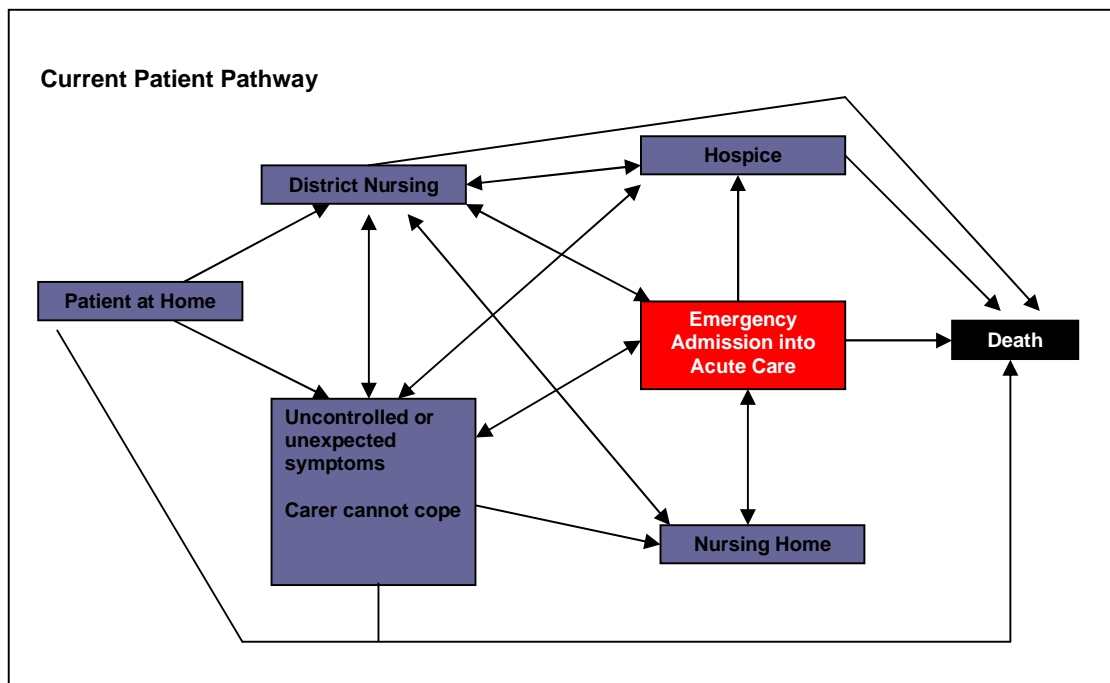 Current Patient Pathway
Hospice
District Nursing
Patient at Home
Emergency
Admission into
Acute Care
Death
Uncontrolled or
unexpected
symptoms
Carer cannot cope
Nursing Home